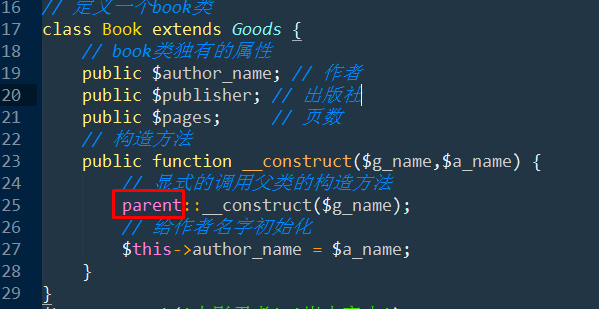 16 // 定义一个book类
17 class Book extends Goods {
18 // book类独有的属性
19 public $author_name; // 作者
20 public $publisher; // 出版社
21 public $pages; // 页数
22 // 构造方法
23 public function __construct($g_name,$a_name) {
24 // 显式的调用父类的构造方法
25 parent::__construct($g_name);
26 // 给作者名字初始化
27 $this->author_name = $a_name;
28 }
29 }